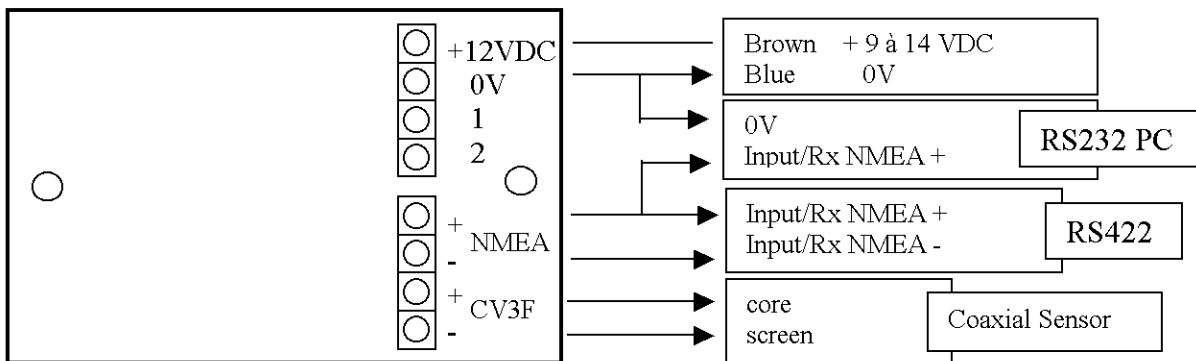 +12VDC
0V
1
2
+
NMEA
-
+
CV3F
-
Brown + 9 à 14 VDC
Blue 0V
0V
Input/Rx NMEA +
RS232 PC
Input/Rx NMEA +
Input/Rx NMEA -
RS422
core
screen
Coaxial Sensor